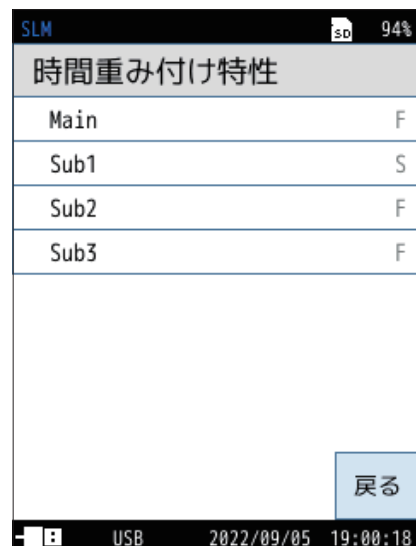 SLM SD 94%
時間重み付け特性
Main F
Sub1 S
Sub2 F
Sub3 F
戻る
USB 2022/09/05 19:00:18